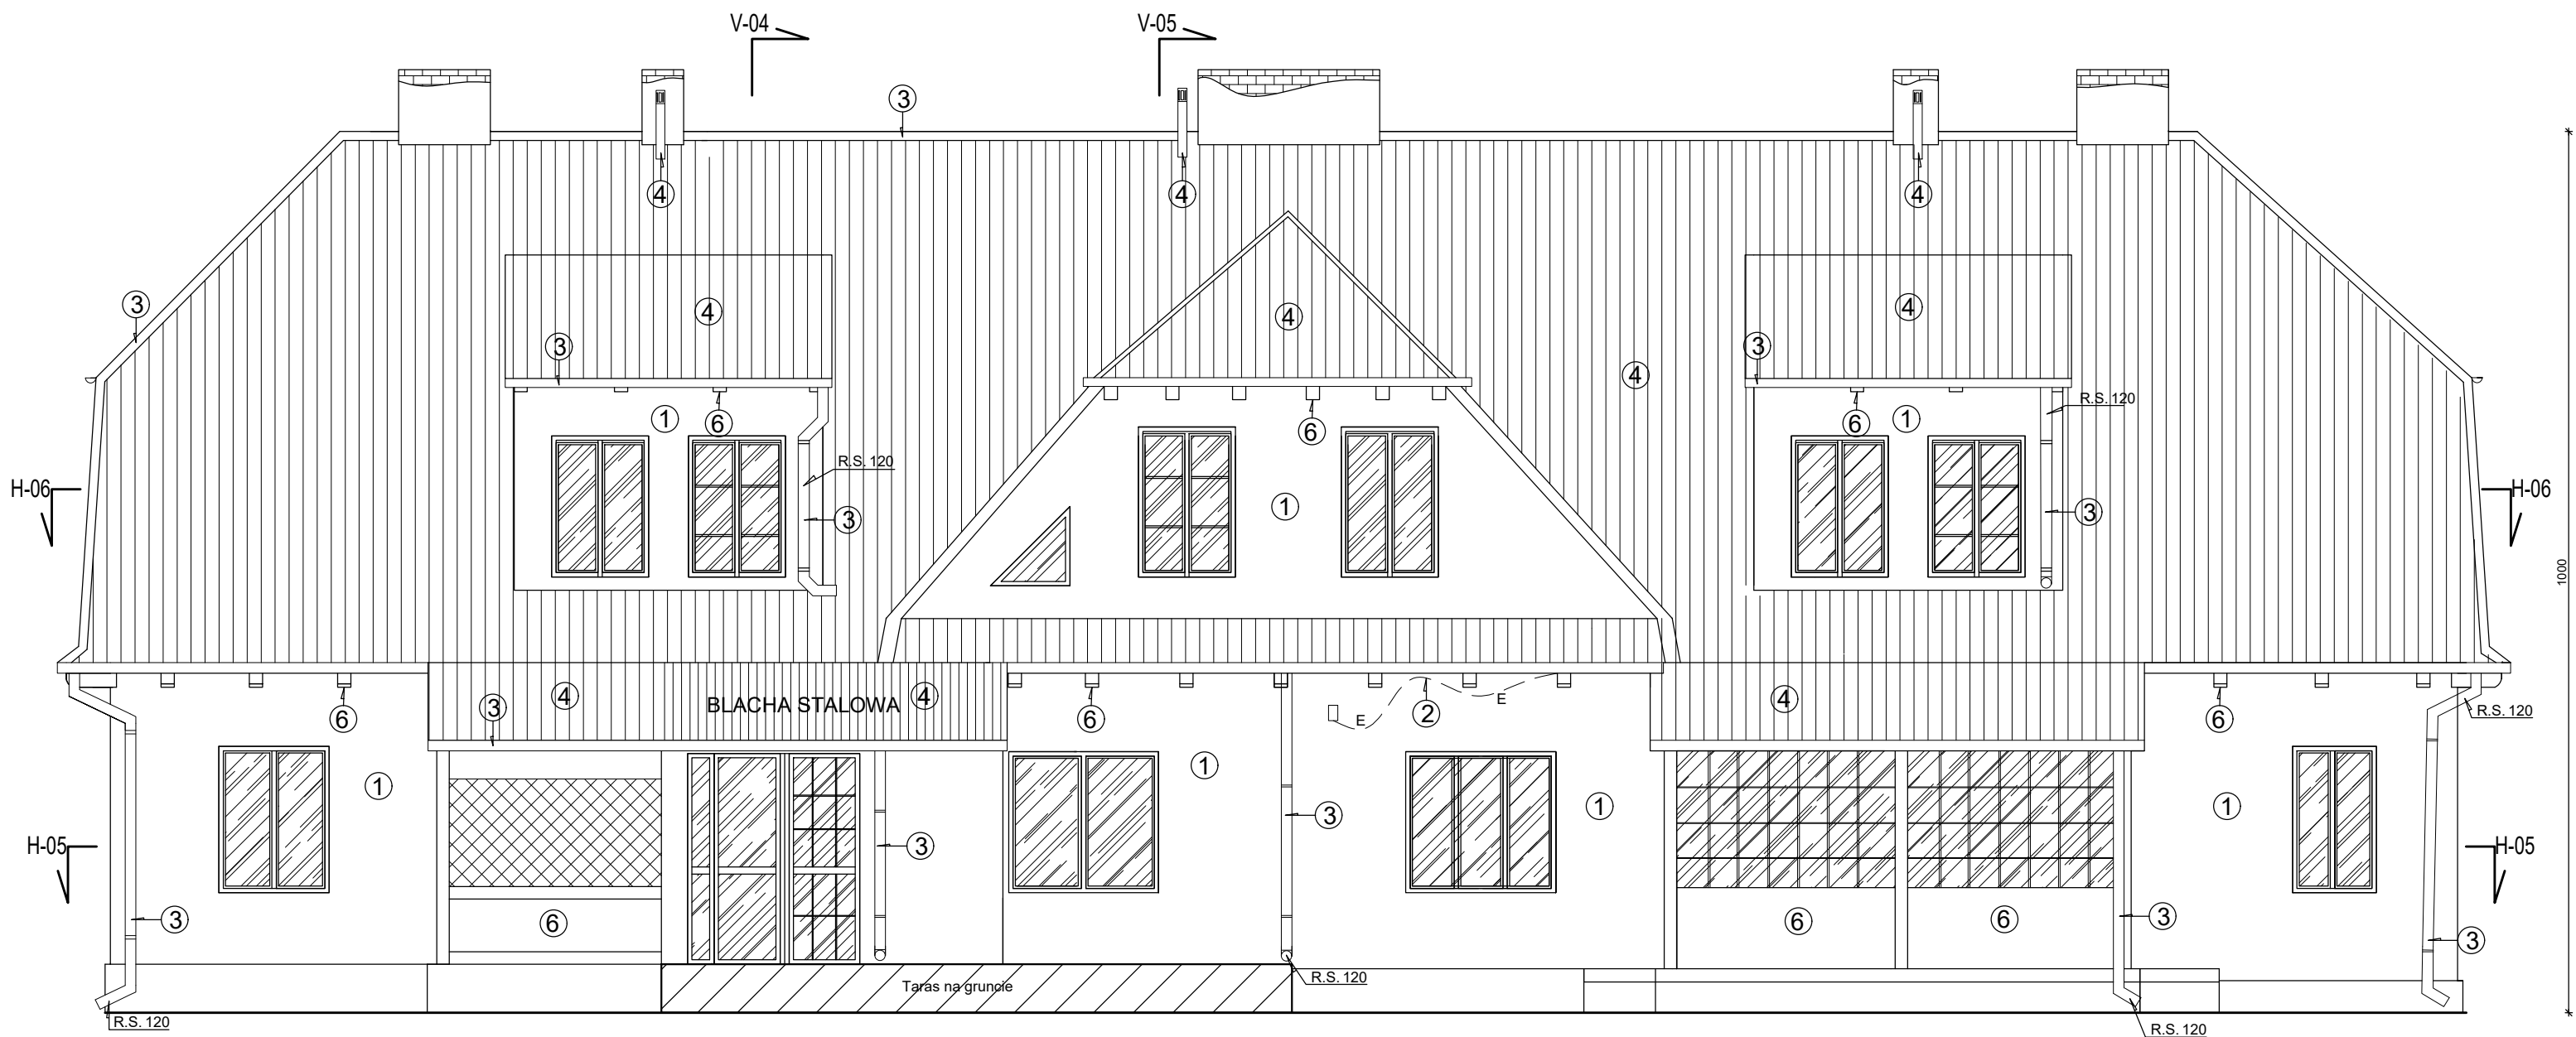 V-04 V-05
3
4 4 4
3
4 4 4
3 3
4
R.S. 120
1 6 6 6 1
R.S. 120
H-06 H-06
1
3 3
1000
4 BLACHA STALOWA 4 4
3 6 6 2 6 R.S. 120
E E
1 1 1 1
3
H-05 3 H-05
3 6 6 6 3 3
Taras na gruncie
R.S. 120
R.S. 120 R.S. 120